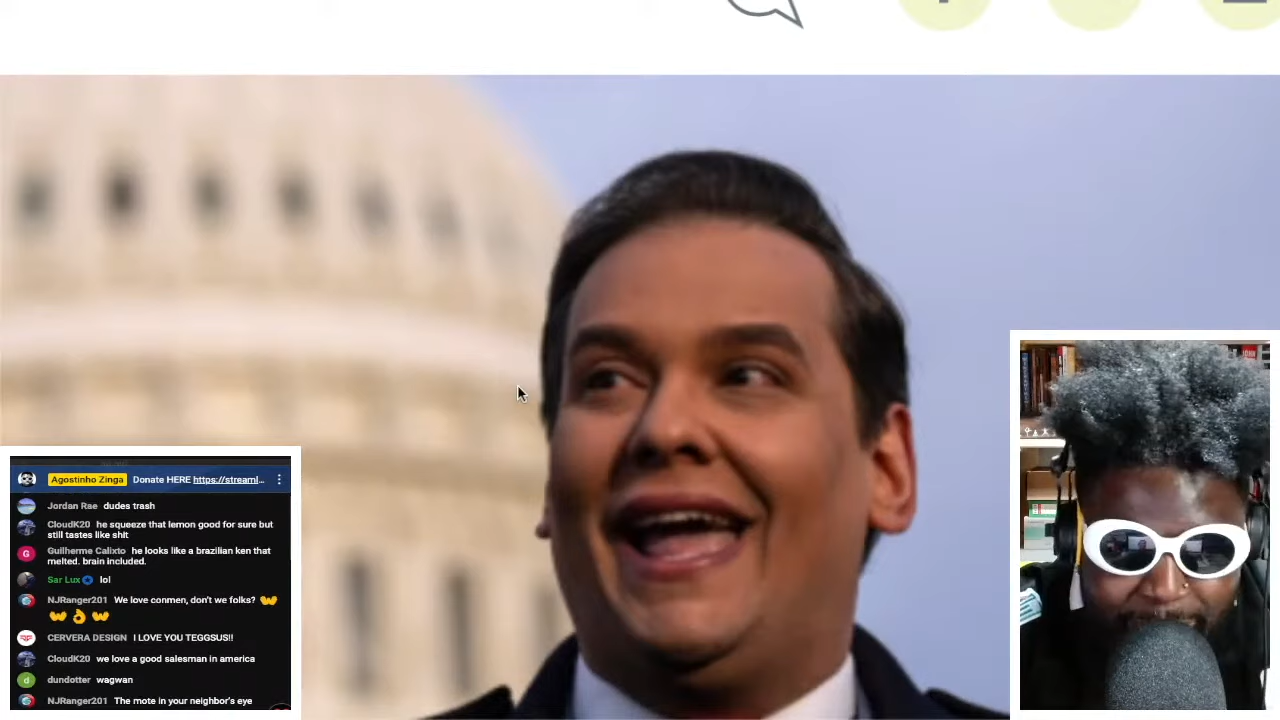 Agostinho Zinga Donate HERE https://streaml...
Jordan Rae dudes trash
CloudK20 he squeeze that lemon good for sure but
still tastes like shit
Guilherme Calixto he looks like a brazilian ken that
melted. brain included.
Sar Lux lol
NJRanger201 We love conmen, don't we folks?
CERVERA DESIGN I LOVE YOU TEGGSUS!!
CloudK20 we love a good salesman in america
dundotter wagwan
NJRanger201 The mote in your neighbor's eye